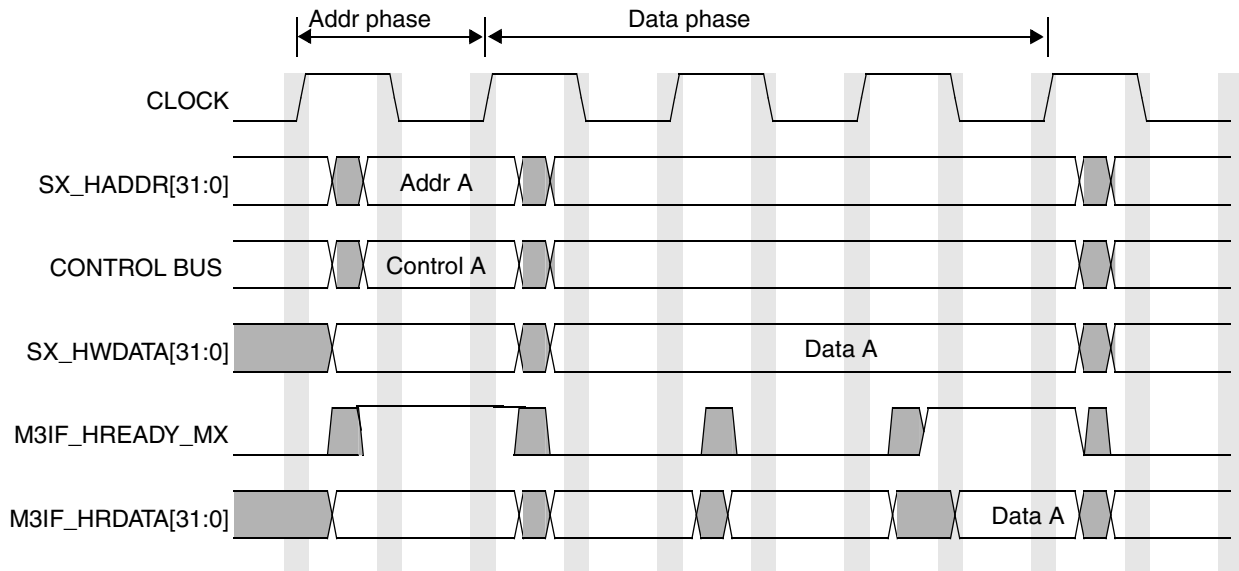 Addr phase
Data phase
CLOCK
SX_HADDR[31:0]
Addr A
CONTROL BUS
Control A
SX_HWDATA[31:0]
Data A
M3IF_HREADY_MX
M3IF_HRDATA[31:0]
Data A